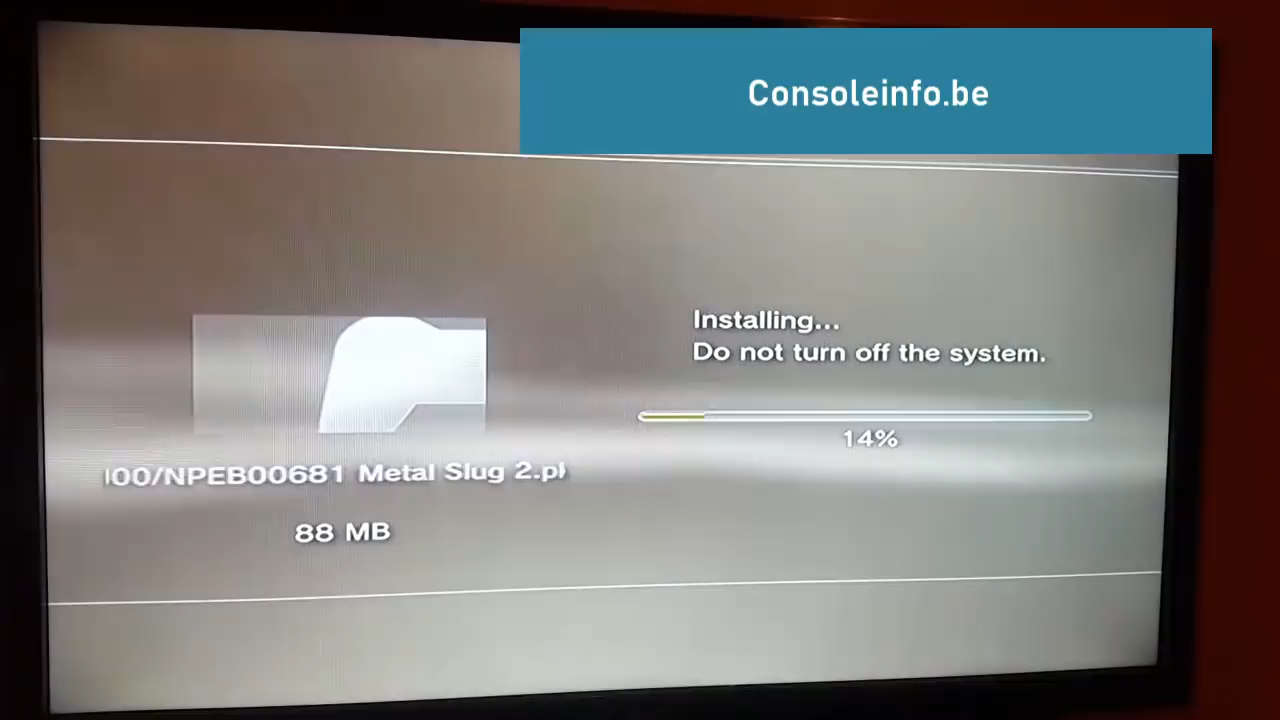 Consoleinfo.be
Installing...
Do not turn off the system.
14%
00/NPEB00681 Metal Slug 2.p
88 MB